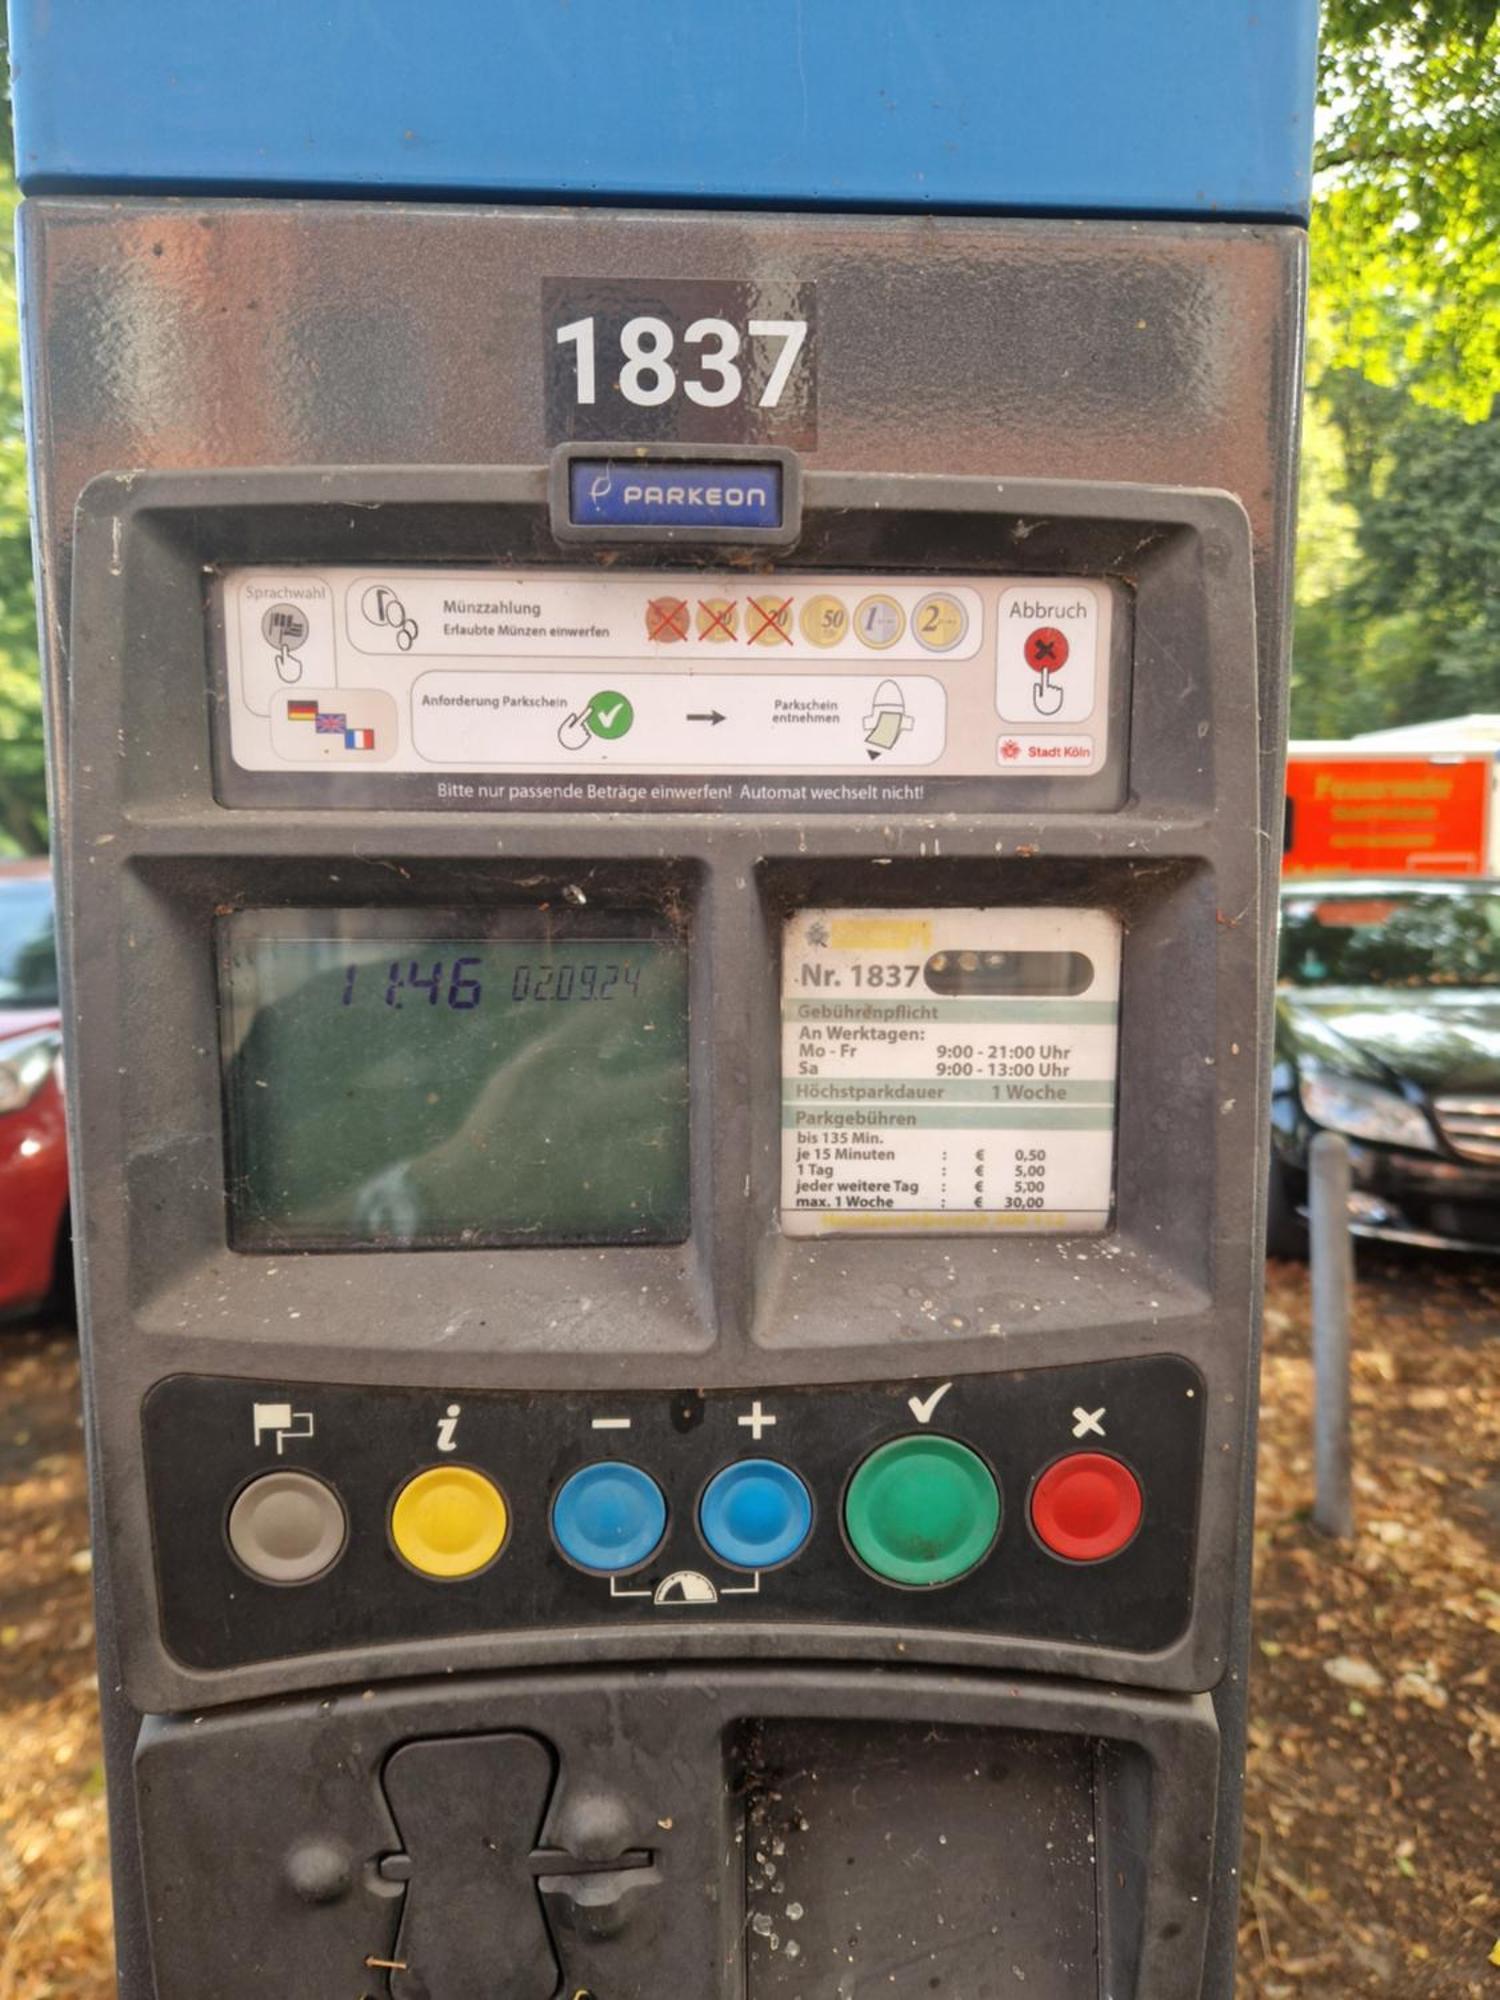 1837
PARKEON
Sprachwahl
Münzzahlung
Erlaubte Münzen einwerfen
50 1 2
Abbruch
Anforderung Parkschein
Parkschein
entnehmen
Stadt Köln
Bitte nur passende Beträge einwerfen! Automat wechselt nicht!
11:46 02.09.24
Nr. 1837
Gebührenpflicht
An Werktagen:
Mo - Fr 9:00 - 21:00 Uhr
Sa 9:00 - 13:00 Uhr
Höchstparkdauer 1 Woche
Parkgebühren
bis 135 Min.
je 15 Minuten : € 0,50
1 Tag : € 5,00
jeder weitere Tag : € 5,00
max. 1 Woche : € 30,00
Feuerwehr
i